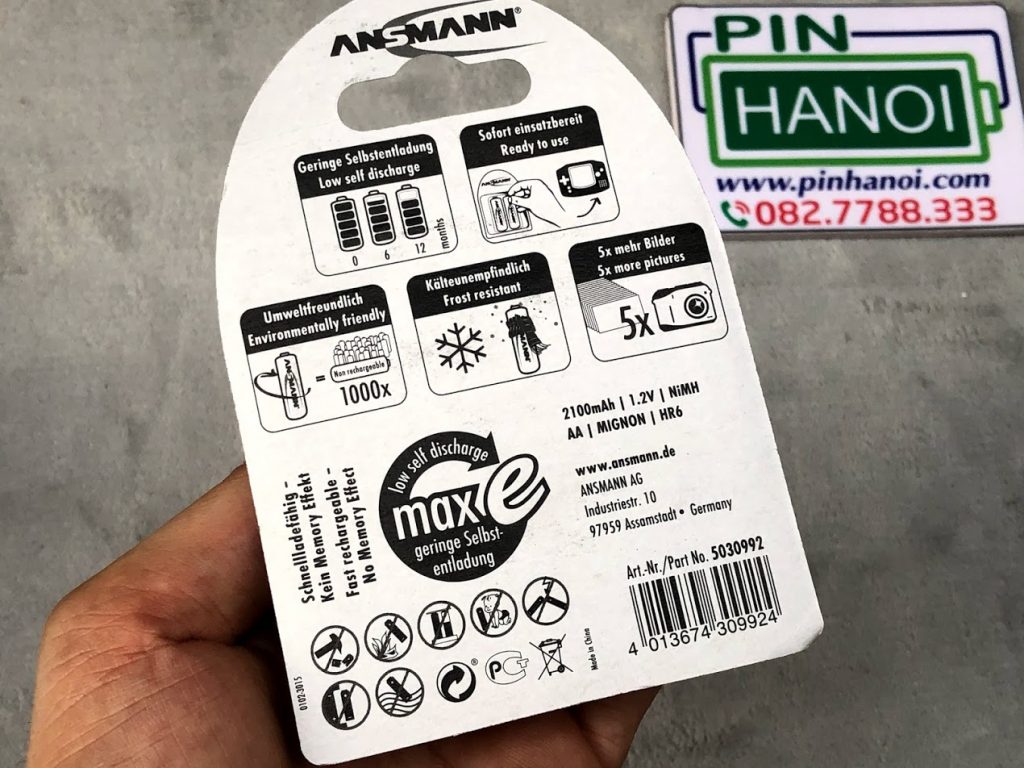 ANSMANN®
PIN
HANOI
www.pinhanoi.com
082.7788.333
Geringe Selbstentladung
Low self discharge
0 6 12 months
Sofort einsatzbereit
Ready to use
ANSMANN
Umweltfreundlich
Environmentally friendly
ANSMANN
=
Non rechargeable
1000x
Kälteunempfindlich
Frost resistant
5x mehr Bilder
5x more pictures
5x
2100mAh | 1.2V | NiMH
AA | MIGNON | HR6
www.ansmann.de
ANSMANN AG
Industriestr. 10
97959 Assamstadt • Germany
Art.-Nr./Part No. 5030992
4 013674 309924
Schnellladefähig -
Kein Memory Effekt
Fast rechargeable -
No Memory Effect
low self discharge
max e
geringe Selbst-
entladung
Made in China
0102-3015